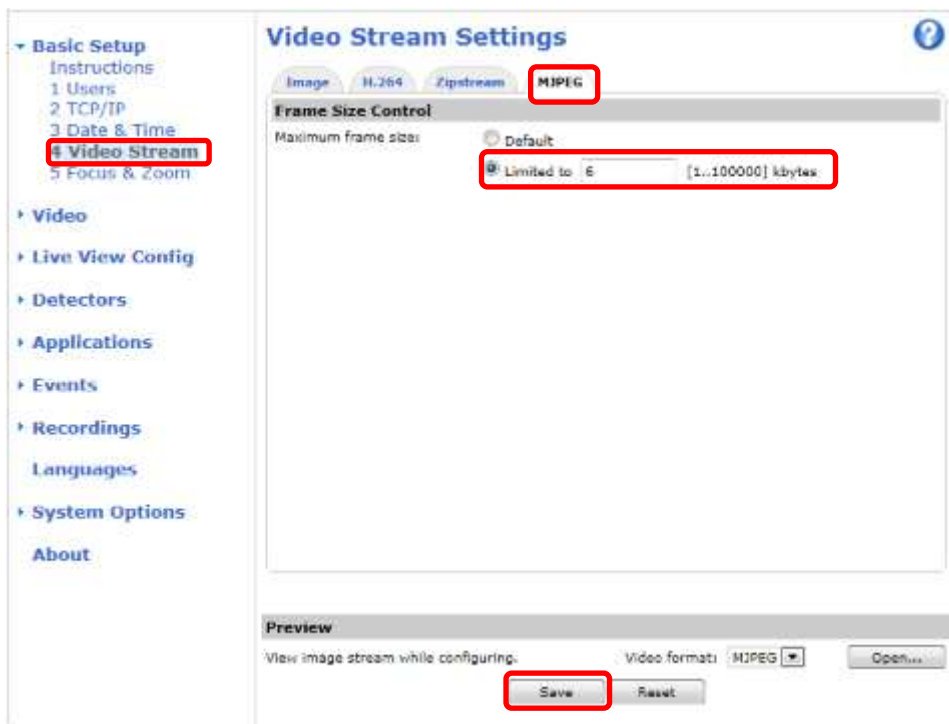 Basic Setup
Instructions
1 Users
2 TCP/IP
3 Date & Time
4 Video Stream
5 Focus & Zoom
Video
Live View Config
Detectors
Applications
Events
Recordings
Languages
System Options
About
Video Stream Settings
?
Image H.264 Zipstream MJPEG
Frame Size Control
Maximum frame size:
Default
Limited to 6 [1..100000] kbytes
Preview
View image stream while configuring. Video format: MJPEG Open...
Save Reset